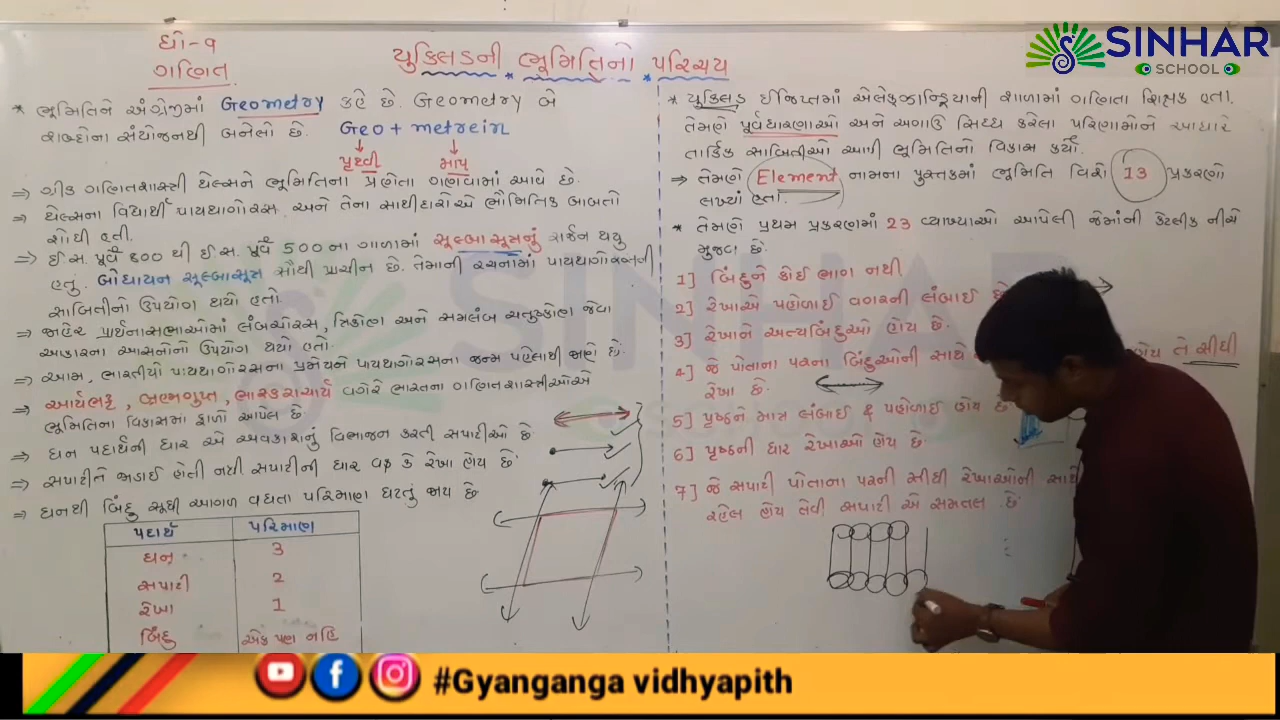 ધો-૧
ગણિત
યુક્લિડની ભૂમિતિનો પરિચય
SINHAR
SCHOOL
* ભૂમિતિને અંગ્રેજીમાં Geometry કહે છે. Geometry બે
શબ્દોના સંયોજનથી બનેલો છે. Geo + metrein
પૃથ્વી માપ
⇒ ગ્રીક ગણિતશાસ્ત્રી થેલ્સને ભૂમિતિના પ્રણેતા ગણવામાં આવે છે.
⇒ થેલ્સના વિદ્યાર્થી પાયથાગોરસ અને તેના સાથીદારોએ ભૌમિતિક બાબતો
શોધી હતી.
⇒ ઈ.સ. પૂર્વે 800 થી ઈ.સ. પૂર્વે 500 ના ગાળામાં સૂલ્બા સૂત્રનું સર્જન થયુ
હતુ. બોધાયન સૂલ્બાસૂત્ર સૌથી પ્રાચીન છે. તેમાની રચનામાં પાયથાગોરસની
સાબિતીનો ઉપયોગ થયો હતો.
⇒ જાહેર પ્રાર્થનાસભાઓમાં લંબચોરસ, ત્રિકોણ અને સમલંબ ચતુષ્કોણ જેવા
આકારના આસનોનો ઉપયોગ થયો હતો.
⇒ આમ, ભારતીયો પાયથાગોરસના પ્રમેયને પાયથાગોરસના જન્મ પહેલાથી જાણે છે.
⇒ આર્યભટ્ટ, બ્રહ્મગુપ્ત, ભાસ્કરાચાર્ય વગેરે ભારતના ગણિતશાસ્ત્રીઓએ
ભૂમિતિના વિકાસમાં ફાળો આપેલ છે.
⇒ ઘન પદાર્થની ધાર એ અવકાશનું વિભાજન કરતી સપાટીઓ છે.
⇒ સપાટીને જાડાઈ હોતી નથી સપાટીની ધાર વક્ર કે રેખા હોય છે.
⇒ ઘનથી બિંદુ સુધી આગળ વધતા પરિમાણ ઘટતું જાય છે
પદાર્થ પરિમાણ
ઘન 3
સપાટી 2
રેખા 1
બિંદુ એક પણ નહિ
* યુક્લિડ ઈજિપ્તમાં એલેક્ઝાન્ડ્રિયાની શાળામાં ગણિતના શિક્ષક હતા.
તેમણે પૂર્વધારણાઓ અને અગાઉ સિધ્ધ કરેલા પરિણામોને આધારે
તાર્કિક સાબિતીઓ આપી ભૂમિતિનો વિકાસ કર્યો.
⇒ તેમણે Element નામના પુસ્તકમાં ભૂમિતિ વિશે 13 પ્રકરણો
લખ્યાં હતા.
* તેમણે પ્રથમ પ્રકરણમાં 23 વ્યાખ્યાઓ આપેલી જેમાંની કેટલીક નીચે
મુજબ છે.
1] બિંદુને કોઈ ભાગ નથી.
2] રેખાએ પહોળાઈ વગરની લંબાઈ છે
3] રેખાને અંત્યબિંદુઓ હોય છે.
4] જે પોતાના પરના બિંદુઓની સાથે હોય તે સીધી
રેખા છે.
5] પૃષ્ઠને માત્ર લંબાઈ & પહોળાઈ હોય છે
6] પૃષ્ઠની ધાર રેખાઓ હોય છે.
7] જે સપાટી પોતાના પરની સીધી રેખાઓની સાથે
રહેલ હોય તેવી સપાટી એ સમતલ છે.
#Gyanganga vidhyapith